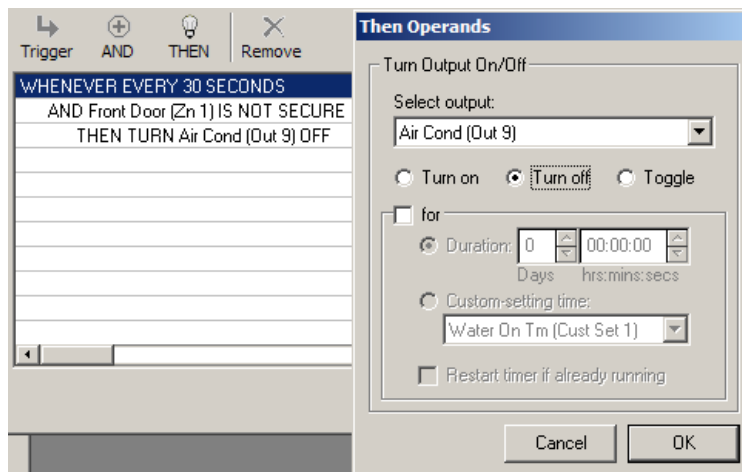 Trigger AND THEN Remove
WHENEVER EVERY 30 SECONDS
AND Front Door (Zn 1) IS NOT SECURE
THEN TURN Air Cond (Out 9) OFF
Then Operands
Turn Output On/Off
Select output:
Air Cond (Out 9)
Turn on Turn off Toggle
for
Duration: 0 00:00:00
Days hrs:mins:secs
Custom-setting time:
Water On Tm (Cust Set 1)
Restart timer if already running
Cancel OK